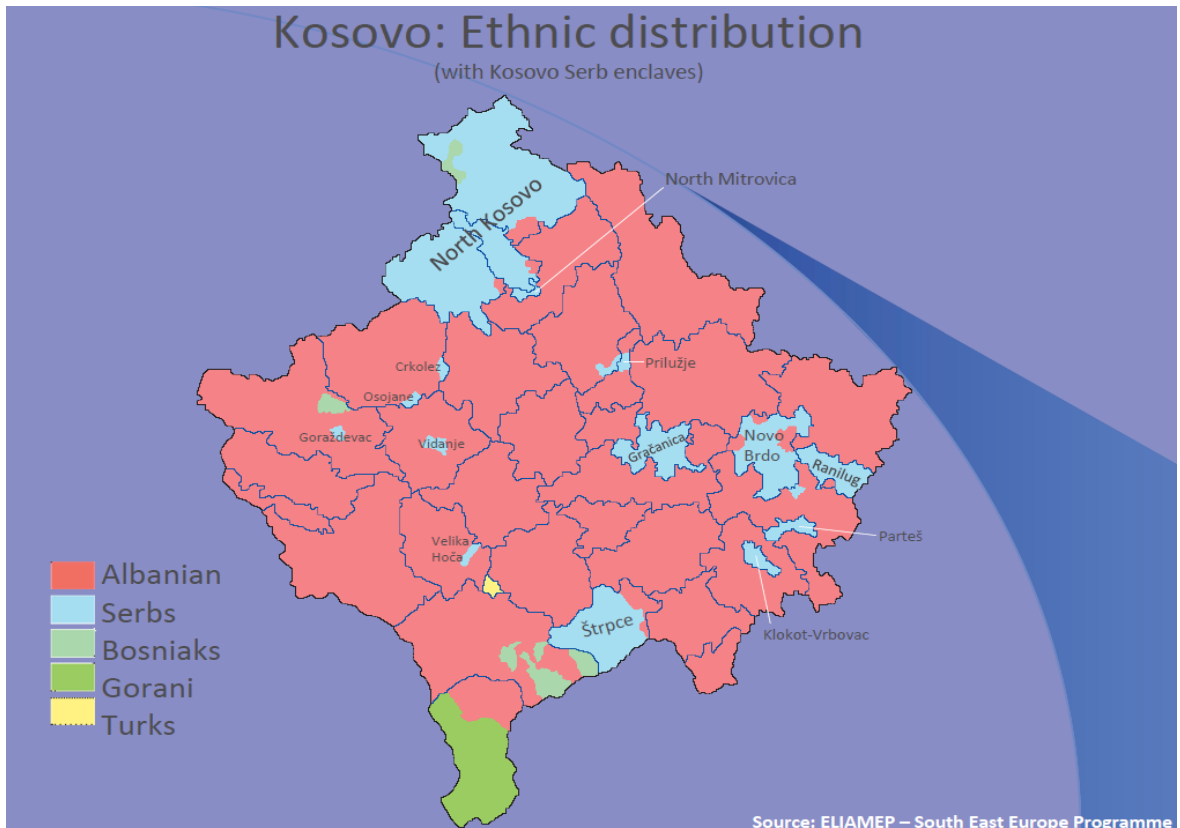 Kosovo: Ethnic distribution
(with Kosovo Serb enclaves)
North Mitrovica
North Kosovo
Crkolez
Prilužje
Osojane
Goraždevac
Vidanje
Gračanica
Novo
Brdo
Ranilug
Parteš
Velika
Hoča
Klokot-Vrbovac
Štrpce
Albanian
Serbs
Bosniaks
Gorani
Turks
Source: ELIAMEP – South East Europe Programme